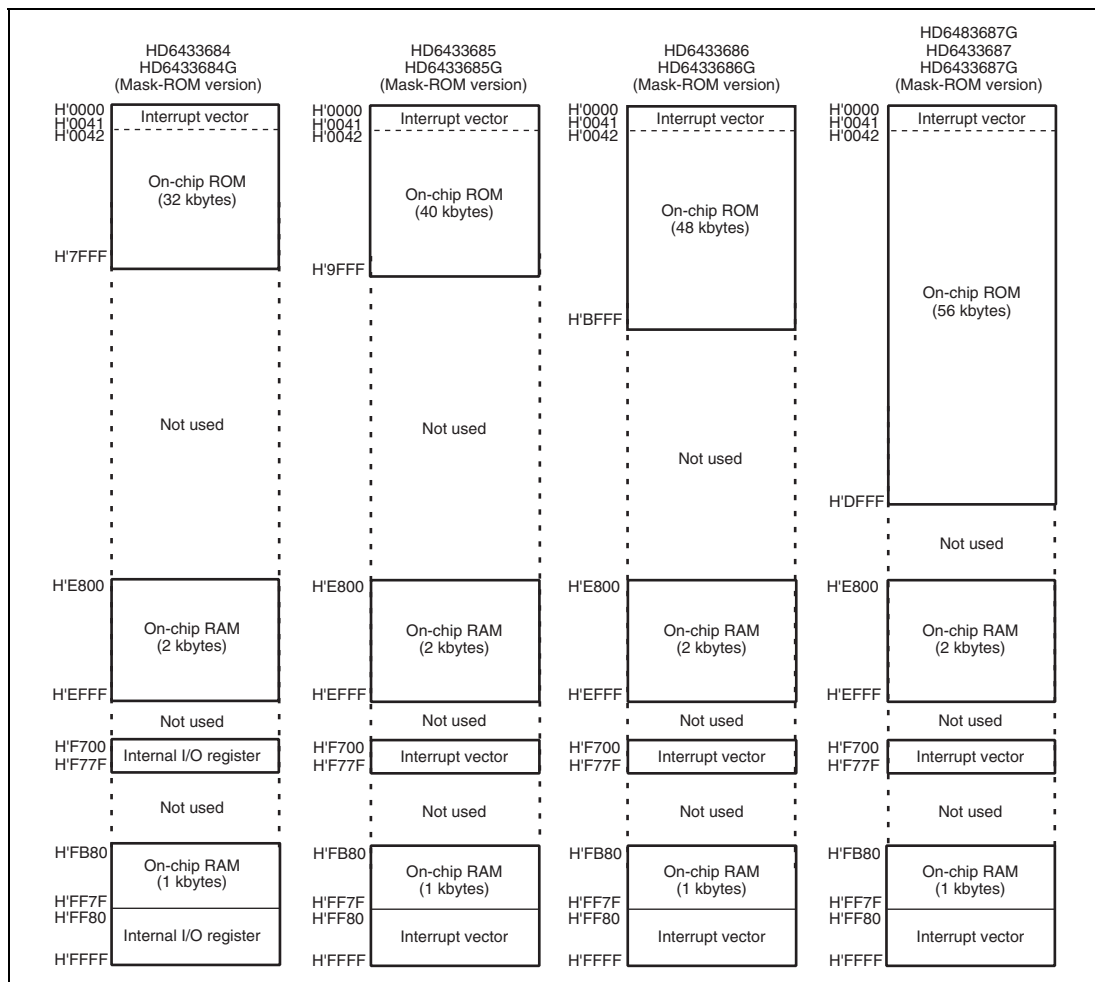 HD6433684
HD6433684G
(Mask-ROM version)
H'0000
H'0041
H'0042
Interrupt vector
On-chip ROM
(32 kbytes)
H'7FFF
Not used
H'E800
On-chip RAM
(2 kbytes)
H'EFFF
Not used
H'F700
H'F77F
Internal I/O register
Not used
H'FB80
On-chip RAM
(1 kbytes)
H'FF7F
H'FF80
Internal I/O register
H'FFFF
HD6433685
HD6433685G
(Mask-ROM version)
H'0000
H'0041
H'0042
Interrupt vector
On-chip ROM
(40 kbytes)
H'9FFF
Not used
H'E800
On-chip RAM
(2 kbytes)
H'EFFF
Not used
H'F700
H'F77F
Interrupt vector
Not used
H'FB80
On-chip RAM
(1 kbytes)
H'FF7F
H'FF80
Interrupt vector
H'FFFF
HD6433686
HD6433686G
(Mask-ROM version)
H'0000
H'0041
H'0042
Interrupt vector
On-chip ROM
(48 kbytes)
H'BFFF
Not used
H'E800
On-chip RAM
(2 kbytes)
H'EFFF
Not used
H'F700
H'F77F
Interrupt vector
Not used
H'FB80
On-chip RAM
(1 kbytes)
H'FF7F
H'FF80
Interrupt vector
H'FFFF
HD6483687G
HD6433687
HD6433687G
(Mask-ROM version)
H'0000
H'0041
H'0042
Interrupt vector
On-chip ROM
(56 kbytes)
H'DFFF
Not used
H'E800
On-chip RAM
(2 kbytes)
H'EFFF
Not used
H'F700
H'F77F
Interrupt vector
Not used
H'FB80
On-chip RAM
(1 kbytes)
H'FF7F
H'FF80
Interrupt vector
H'FFFF